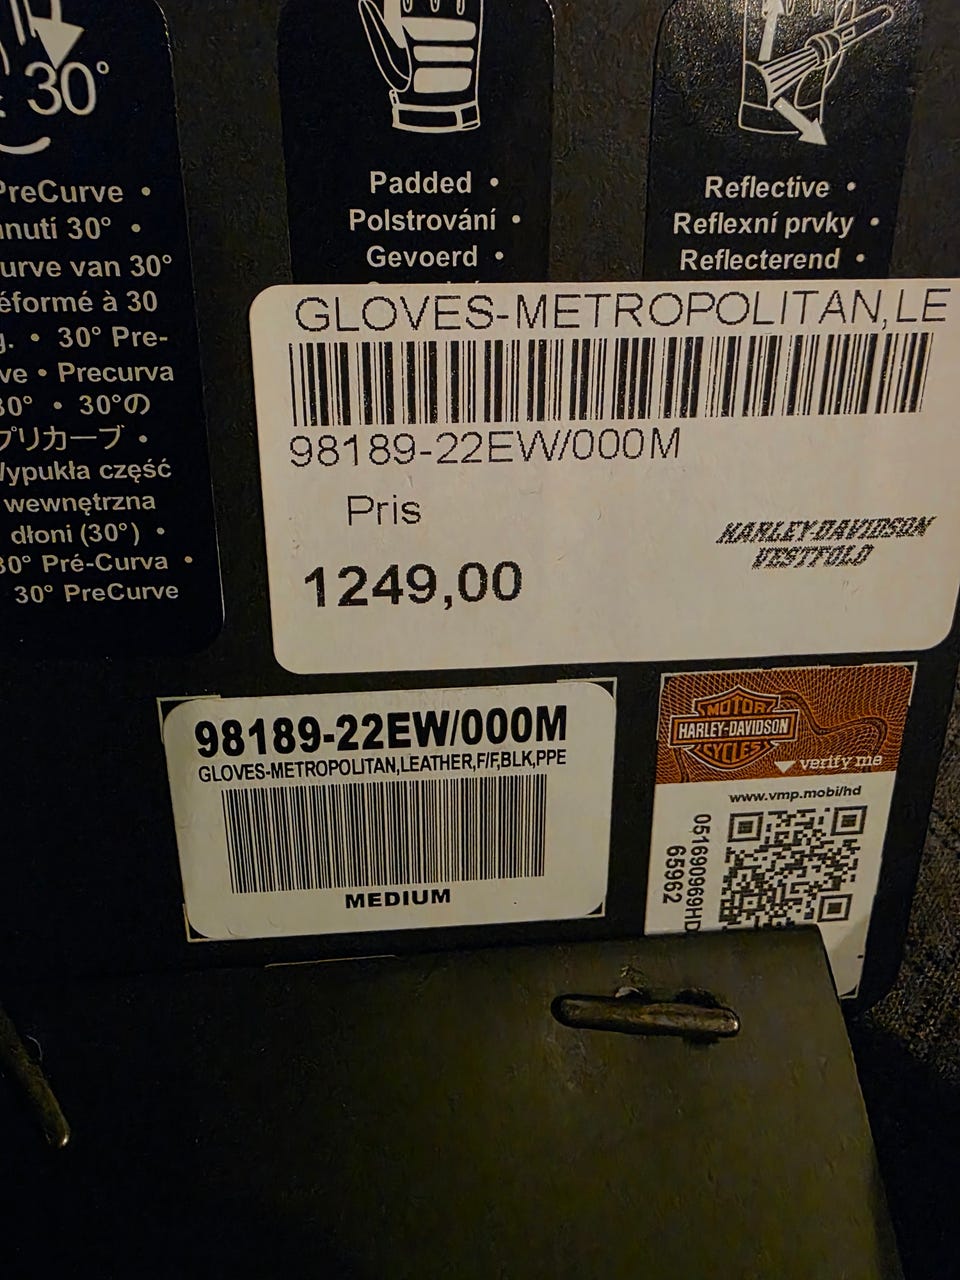 30°
PreCurve •
30° •
urve van 30°
éformé à 30
• 30° Pre-
ve • Precurva
30° • 30°の
プリカーブ •
Wypukła część
wewnętrzna
dłoni (30°) •
30° Pré-Curva •
30° PreCurve
Padded •
Polstrování •
Gevoerd •
Reflective •
Reflexní prvky •
Reflecterend •
GLOVES-METROPOLITAN,LE
98189-22EW/000M
Pris
1249,00
HARLEY-DAVIDSON
VESTFOLD
98189-22EW/000M
GLOVES-METROPOLITAN,LEATHER,F/F,BLK,PPE
MEDIUM
MOTOR
HARLEY-DAVIDSON
CYCLES
verify me
www.vmp.mobi/hd
051690969HD
65962